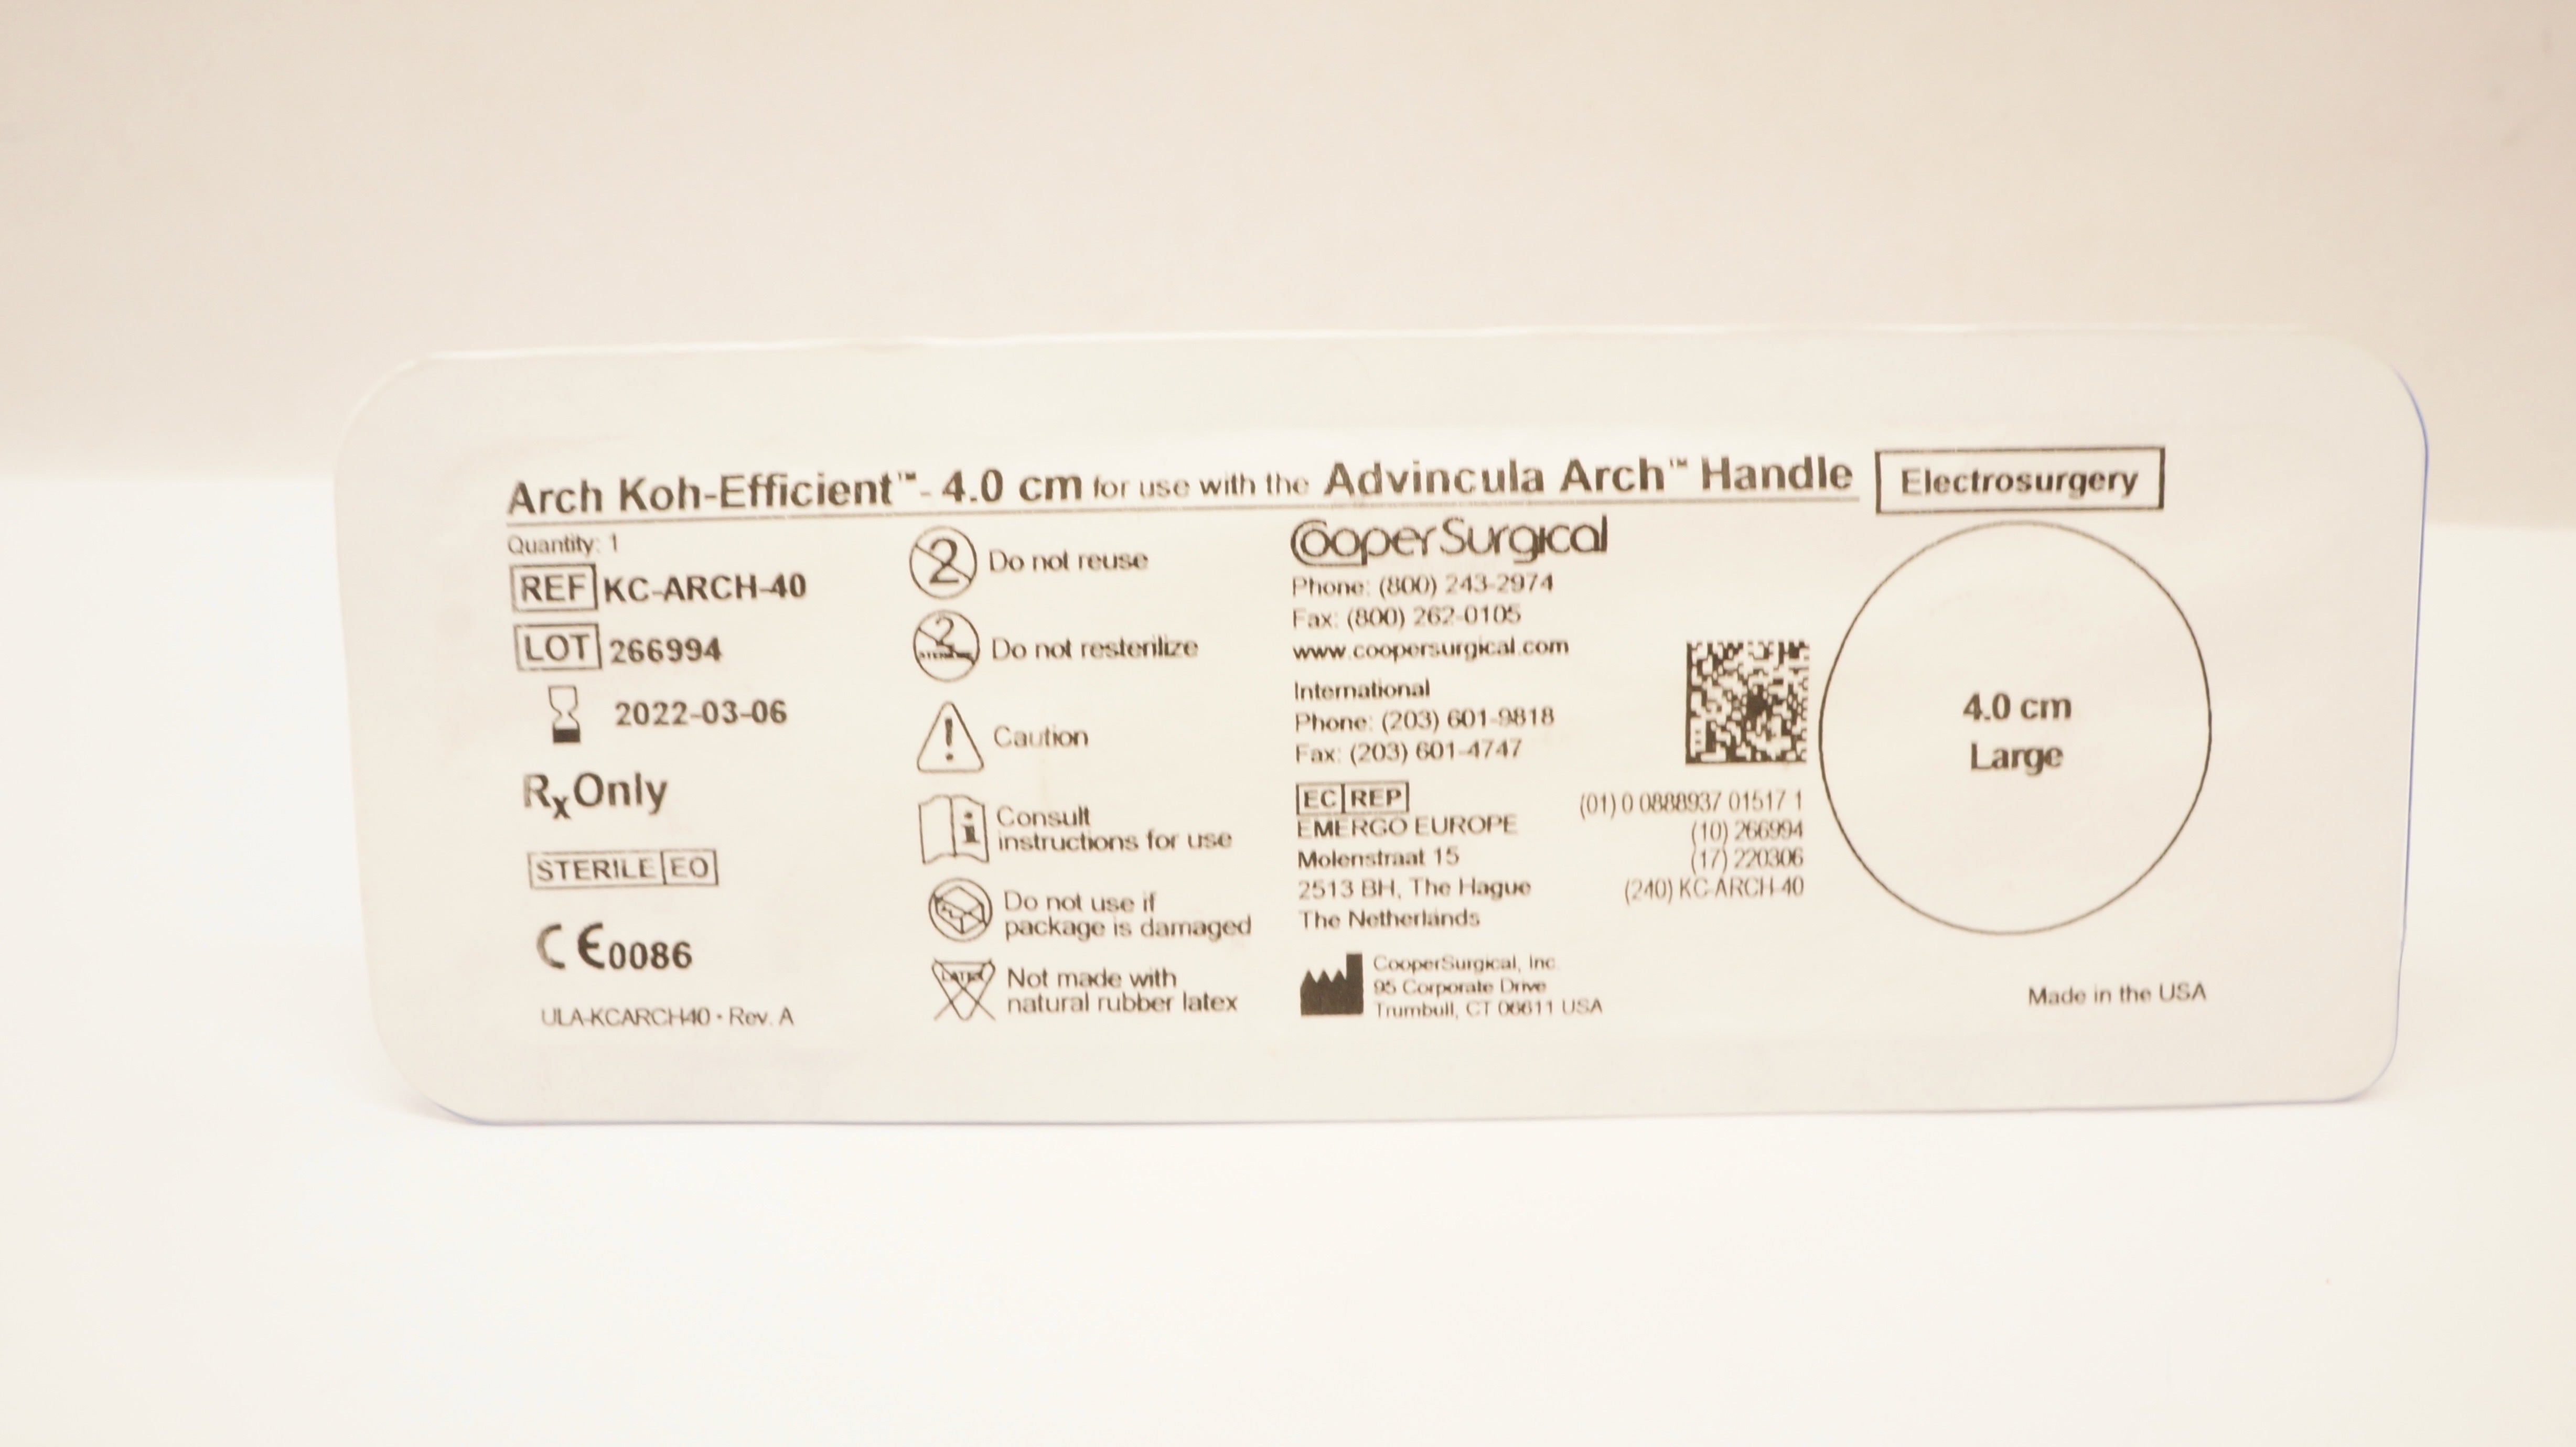 Arch Koh-Efficient™- 4.0 cm for use with the Advincula Arch™ Handle
Electrosurgery
Quantity: 1
REF KC-ARCH-40
LOT 266994
2022-03-06
Rx Only
STERILE EO
CE0086
ULA-KCARCH40 - Rev. A
2 Do not reuse
2 Do not resterilize
! Caution
i Consult
instructions for use
Do not use if
package is damaged
LATEX Not made with
natural rubber latex
CooperSurgical
Phone: (800) 243-2974
Fax: (800) 262-0105
www.coopersurgical.com
International
Phone: (203) 601-9818
Fax: (203) 601-4747
EC REP
EMERGO EUROPE
Molenstraat 15
2513 BH, The Hague
The Netherlands
CooperSurgical, Inc.
95 Corporate Drive
Trumbull, CT 06611 USA
(01) 0 0888937 01517 1
(10) 266994
(17) 220306
(240) KC-ARCH-40
4.0 cm
Large
Made in the USA